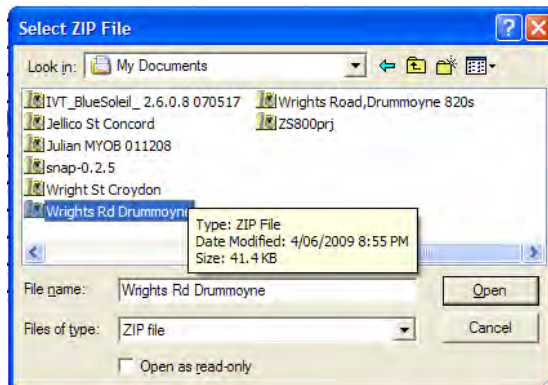 Select ZIP File
Look in: My Documents
IVT_BlueSoleil_ 2.6.0.8 070517 Wrights Road,Drummoyne 820s
Jellico St Concord ZS800prj
Julian MYOB 011208
snap-0.2.5
Wright St Croydon
Wrights Rd Drummoyne
Type: ZIP File
Date Modified: 4/06/2009 8:55 PM
Size: 41.4 KB
File name: Wrights Rd Drummoyne Open
Files of type: ZIP file Cancel
Open as read-only